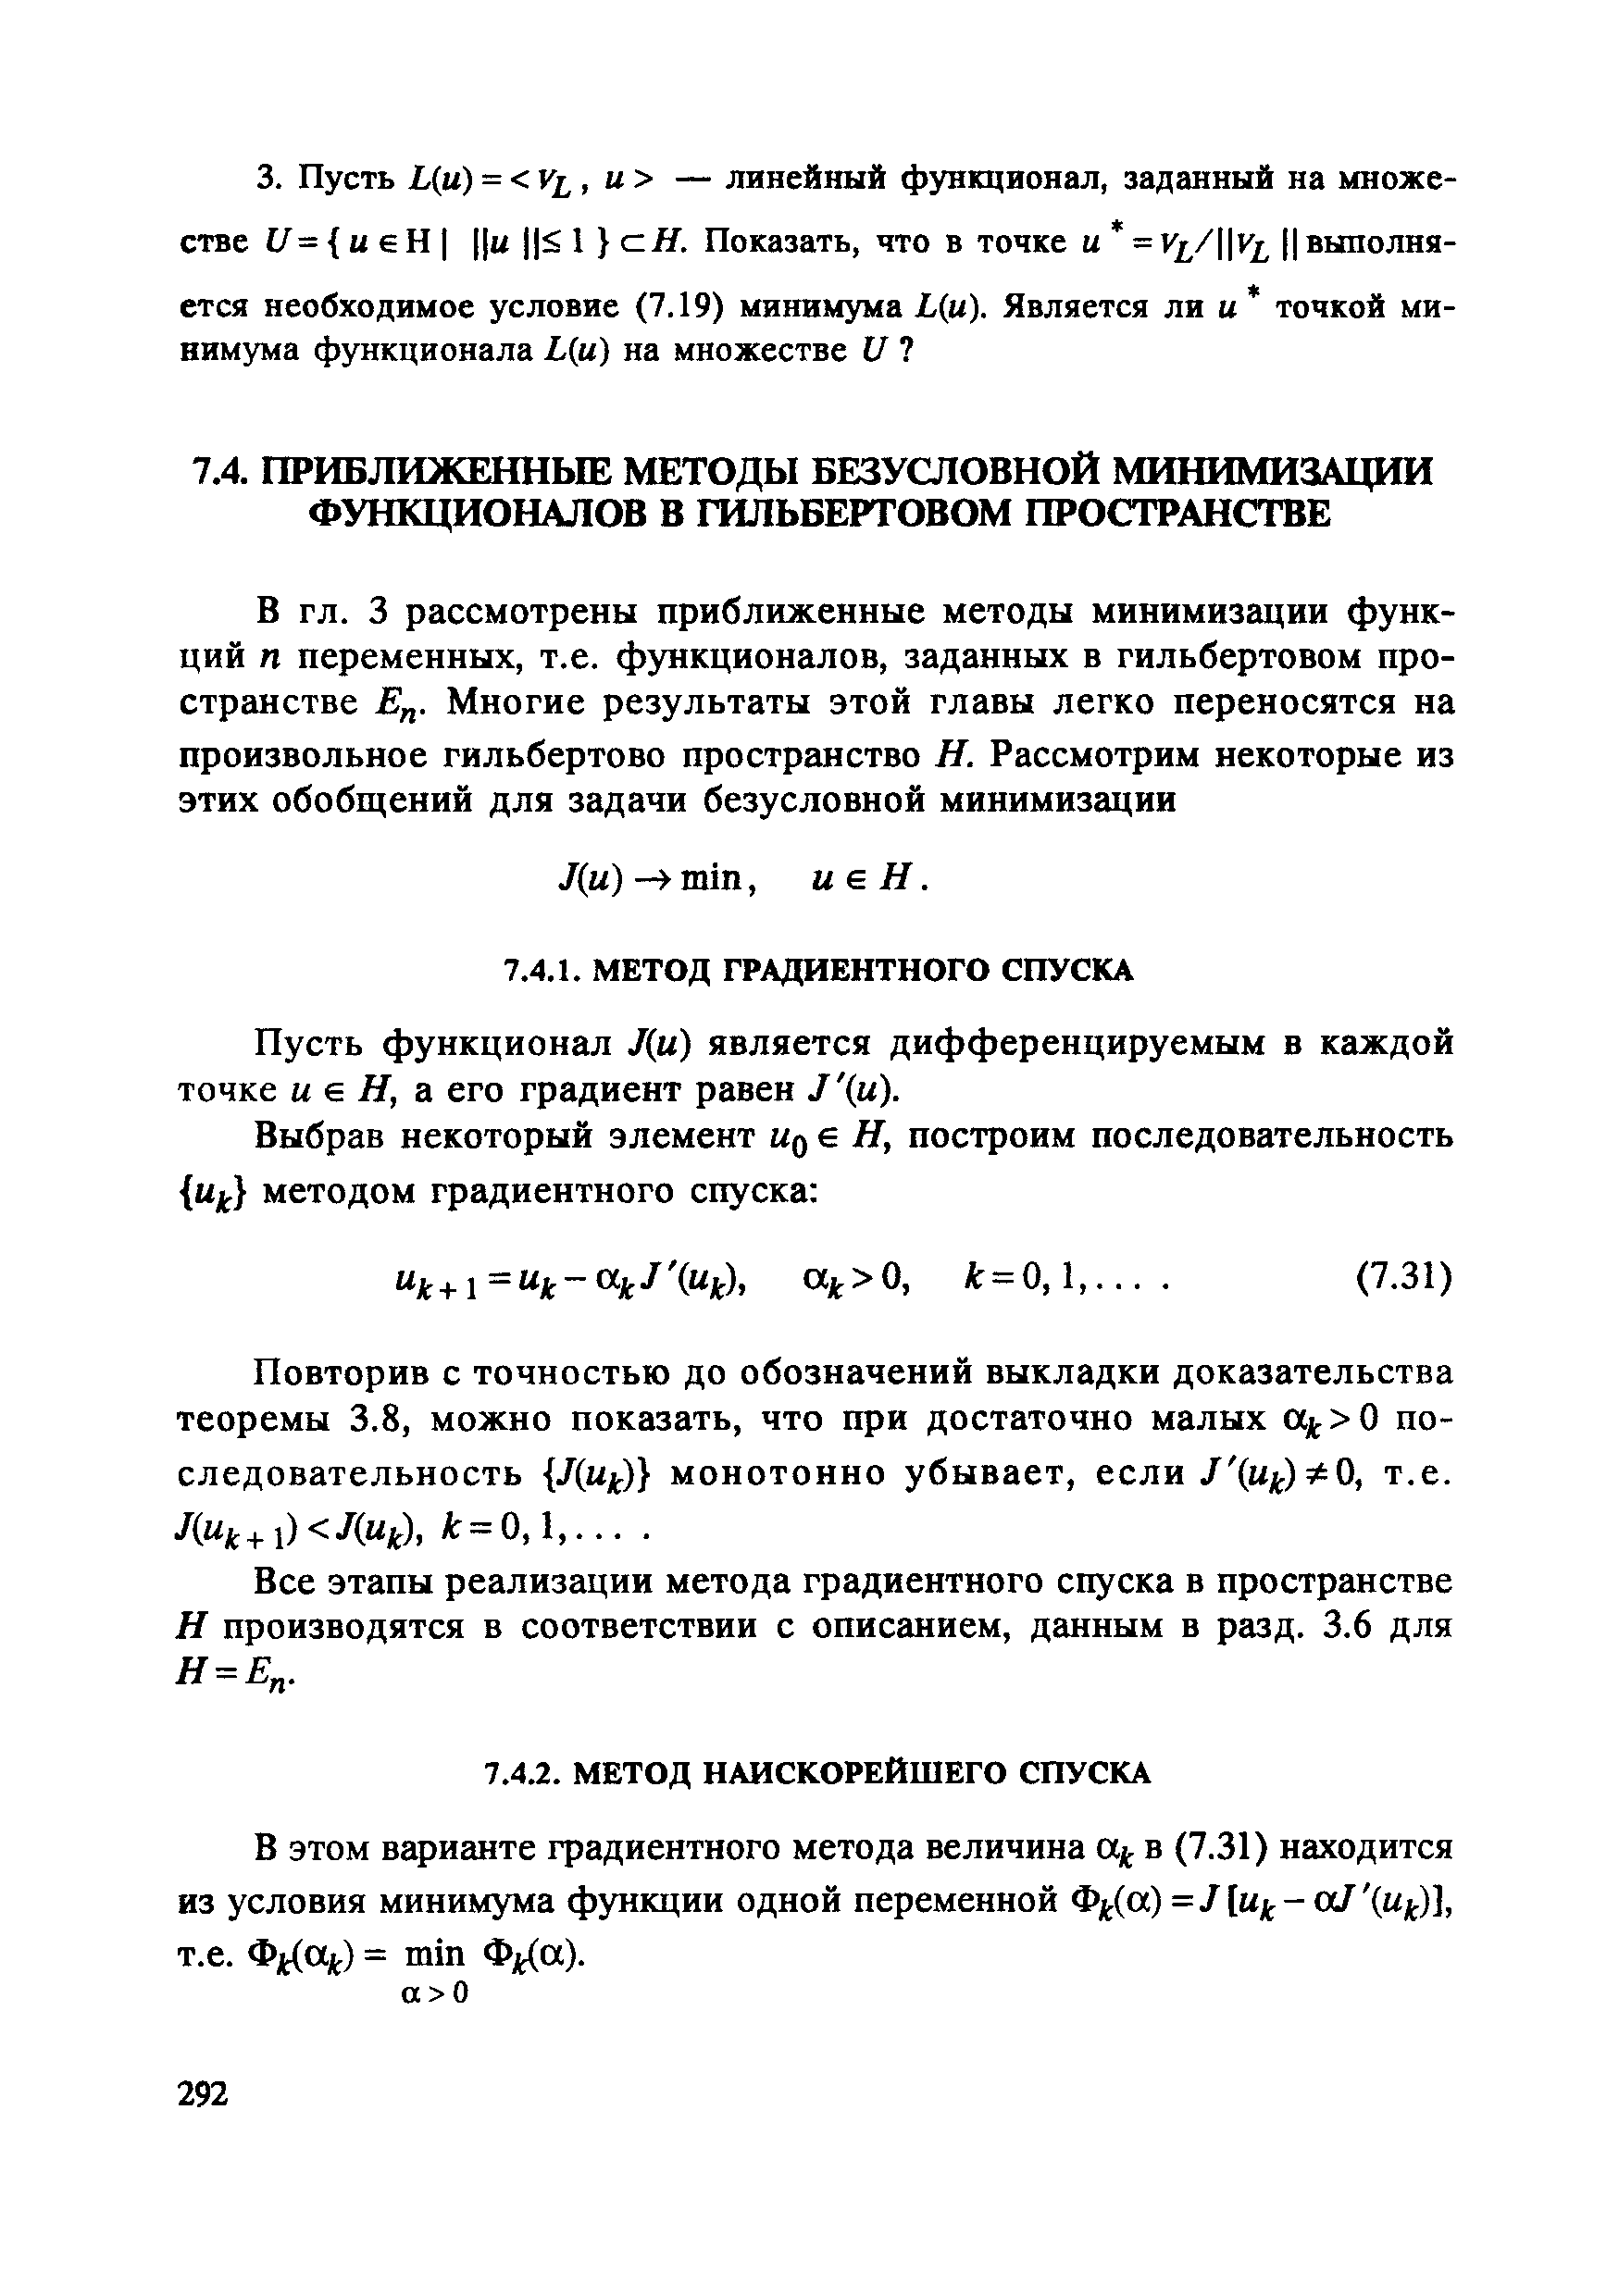 3. Пусть L(u) = < v_L , u > — линейный функционал, заданный на множе-
стве U = { u ∈ H | ||u || ≤ 1 } ⊂ H. Показать, что в точке u * = v_L/||v_L || выполня-
ется необходимое условие (7.19) минимума L(u). Является ли u * точкой ми-
нимума функционала L(u) на множестве U ?
7.4. ПРИБЛИЖЕННЫЕ МЕТОДЫ БЕЗУСЛОВНОЙ МИНИМИЗАЦИИ
ФУНКЦИОНАЛОВ В ГИЛЬБЕРТОВОМ ПРОСТРАНСТВЕ
В гл. 3 рассмотрены приближенные методы минимизации функ-
ций n переменных, т.е. функционалов, заданных в гильбертовом про-
странстве E_n. Многие результаты этой главы легко переносятся на
произвольное гильбертово пространство H. Рассмотрим некоторые из
этих обобщений для задачи безусловной минимизации
J(u) → min, u ∈ H .
7.4.1. МЕТОД ГРАДИЕНТНОГО СПУСКА
Пусть функционал J(u) является дифференцируемым в каждой
точке u ∈ H, а его градиент равен J '(u).
Выбрав некоторый элемент u_0 ∈ H, построим последовательность
{u_k} методом градиентного спуска:
u_{k+1} = u_k − α_k J '(u_k), α_k > 0, k = 0, 1,... . (7.31)
Повторив с точностью до обозначений выкладки доказательства
теоремы 3.8, можно показать, что при достаточно малых α_k > 0 по-
следовательность {J(u_k)} монотонно убывает, если J '(u_k) ≠ 0, т.е.
J(u_{k+1}) < J(u_k), k = 0, 1,... .
Все этапы реализации метода градиентного спуска в пространстве
H производятся в соответствии с описанием, данным в разд. 3.6 для
H = E_n.
7.4.2. МЕТОД НАИСКОРЕЙШЕГО СПУСКА
В этом варианте градиентного метода величина α_k в (7.31) находится
из условия минимума функции одной переменной Φ_k(α) = J [u_k − αJ '(u_k)],
т.е. Φ_k(α_k) = min Φ_k(α).
α > 0
292